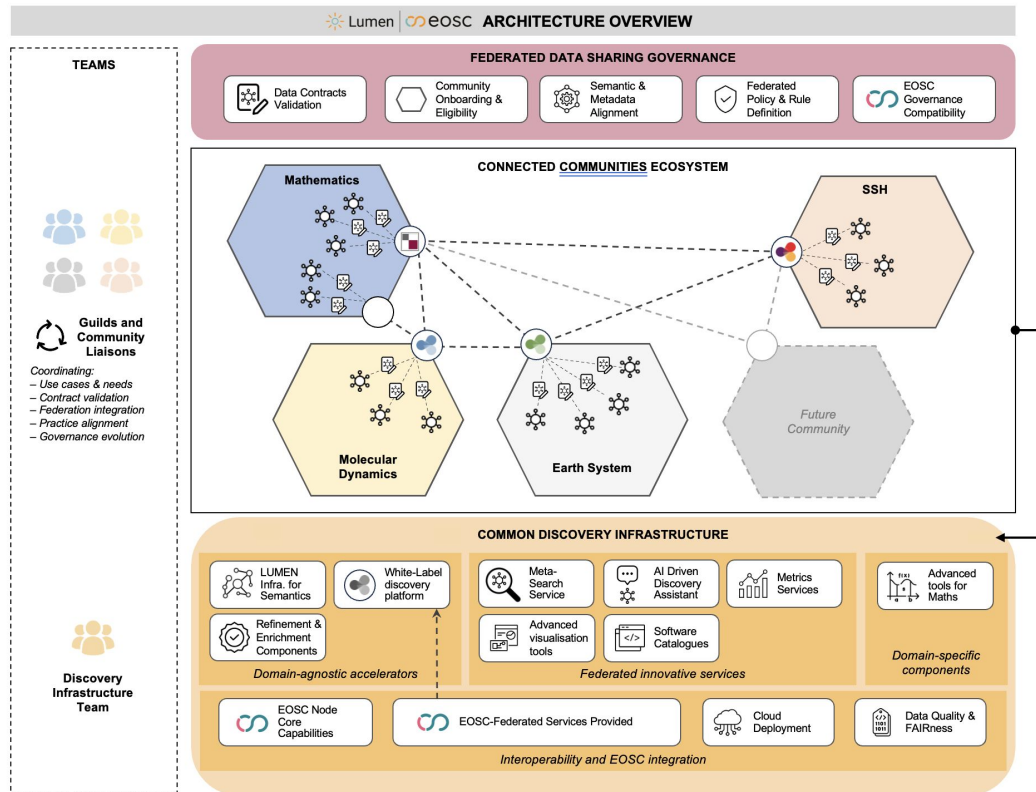 Lumen eosc ARCHITECTURE OVERVIEW
TEAMS
Guilds and
Community
Liaisons
Coordinating:
– Use cases & needs
– Contract validation
– Federation integration
– Practice alignment
– Governance evolution
Discovery
Infrastructure
Team
FEDERATED DATA SHARING GOVERNANCE
Data Contracts
Validation
Community
Onboarding &
Eligibility
Semantic &
Metadata
Alignment
Federated
Policy & Rule
Definition
EOSC
Governance
Compatibility
CONNECTED COMMUNITIES ECOSYSTEM
Mathematics
SSH
Molecular
Dynamics
Earth System
Future
Community
COMMON DISCOVERY INFRASTRUCTURE
LUMEN
Infra. for
Semantics
White-Label
discovery
platform
Refinement &
Enrichment
Components
Domain-agnostic accelerators
Meta-
Search
Service
AI Driven
Discovery
Assistant
Metrics
Services
Advanced
visualisation
tools
Software
Catalogues
Federated innovative services
f(x)
a b
Advanced
tools for
Maths
Domain-specific
components
EOSC Node
Core
Capabilities
EOSC-Federated Services Provided
Cloud
Deployment
</>
1101
1011
Data Quality &
FAIRness
Interoperability and EOSC integration